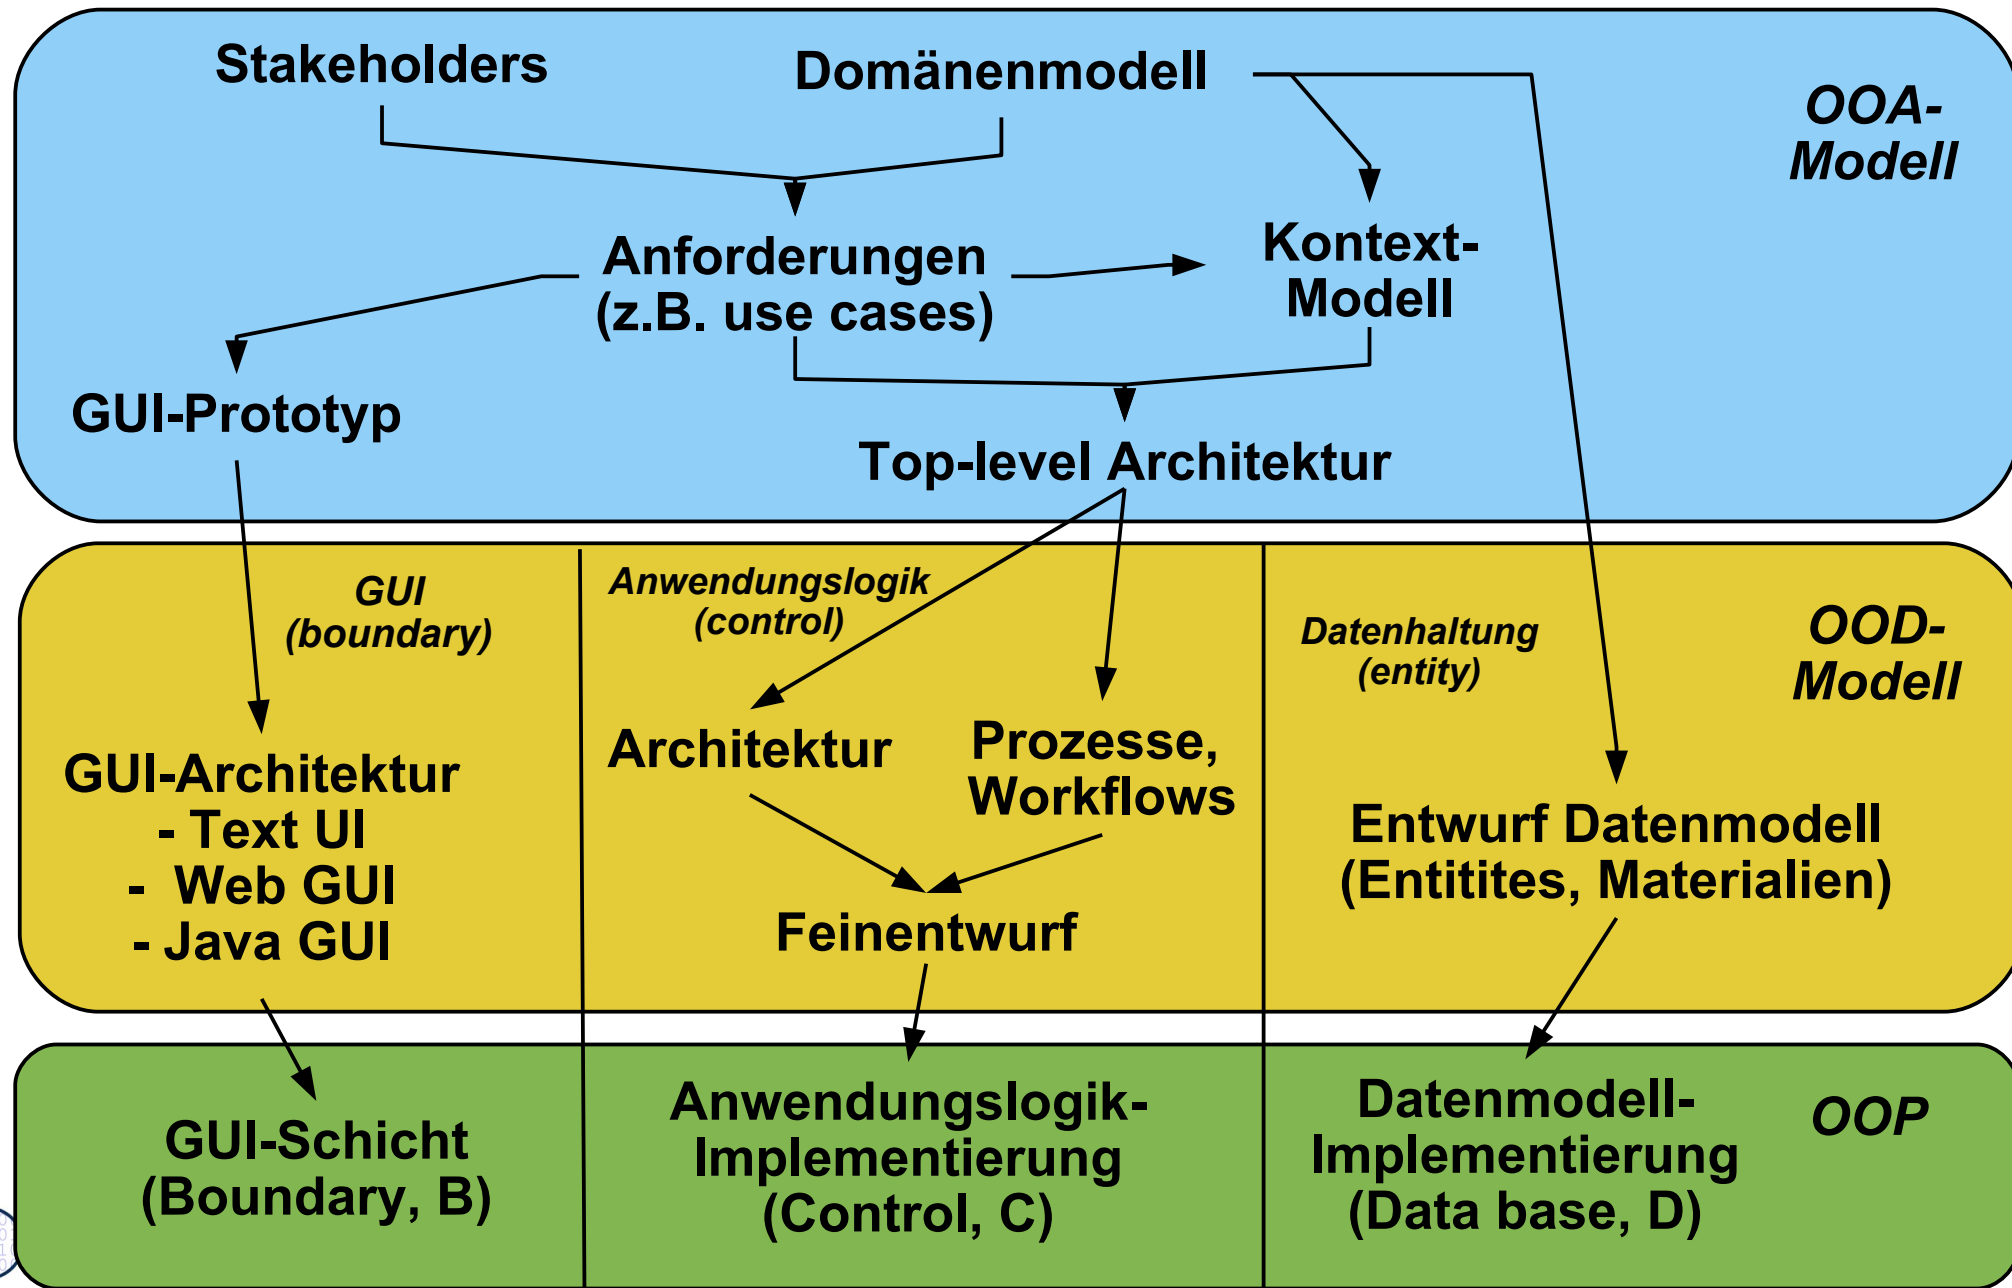 Stakeholders
Domänenmodell
OOA-
Modell
Anforderungen
(z.B. use cases)
Kontext-
Modell
GUI-Prototyp
Top-level Architektur
GUI
(boundary)
Anwendungslogik
(control)
Datenhaltung
(entity)
OOD-
Modell
GUI-Architektur
- Text UI
- Web GUI
- Java GUI
Architektur
Prozesse,
Workflows
Entwurf Datenmodell
(Entitites, Materialien)
Feinentwurf
GUI-Schicht
(Boundary, B)
Anwendungslogik-
Implementierung
(Control, C)
Datenmodell-
Implementierung
(Data base, D)
OOP